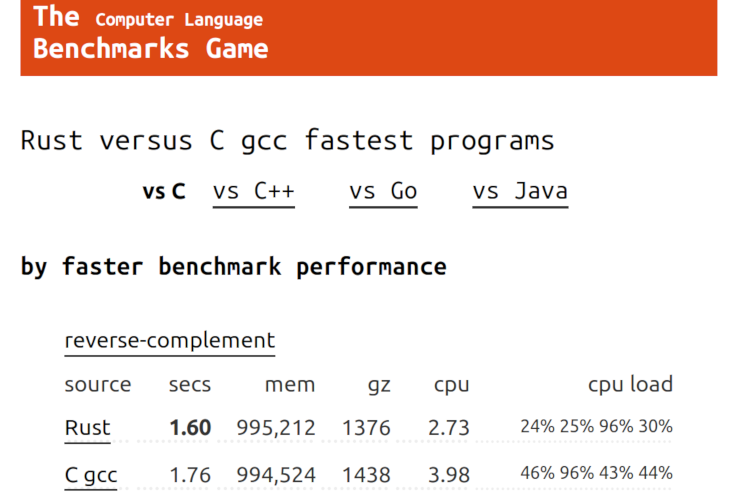 The Computer Language
Benchmarks Game
Rust versus C gcc fastest programs
vs C vs C++ vs Go vs Java
by faster benchmark performance
reverse-complement
source secs mem gz cpu cpu load
Rust 1.60 995,212 1376 2.73 24% 25% 96% 30%
C gcc 1.76 994,524 1438 3.98 46% 96% 43% 44%